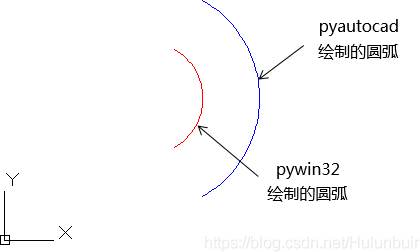 pyautocad
绘制的圆弧
pywin32
绘制的圆弧
Y
X
https://blog.csdn.net/Hulunbuir